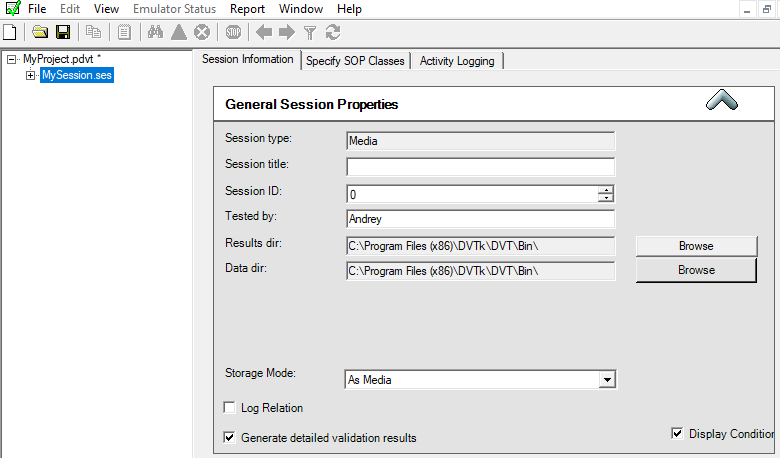 File Edit View Emulator Status Report Window Help
MyProject.pdvt *
MySession.ses
Session Information Specify SOP Classes Activity Logging
General Session Properties
Session type: Media
Session title:
Session ID: 0
Tested by: Andrey
Results dir: C:\Program Files (x86)\DVTk\DVT\Bin\ Browse
Data dir: C:\Program Files (x86)\DVTk\DVT\Bin\ Browse
Storage Mode: As Media
Log Relation
Generate detailed validation results Display Condition
STOP